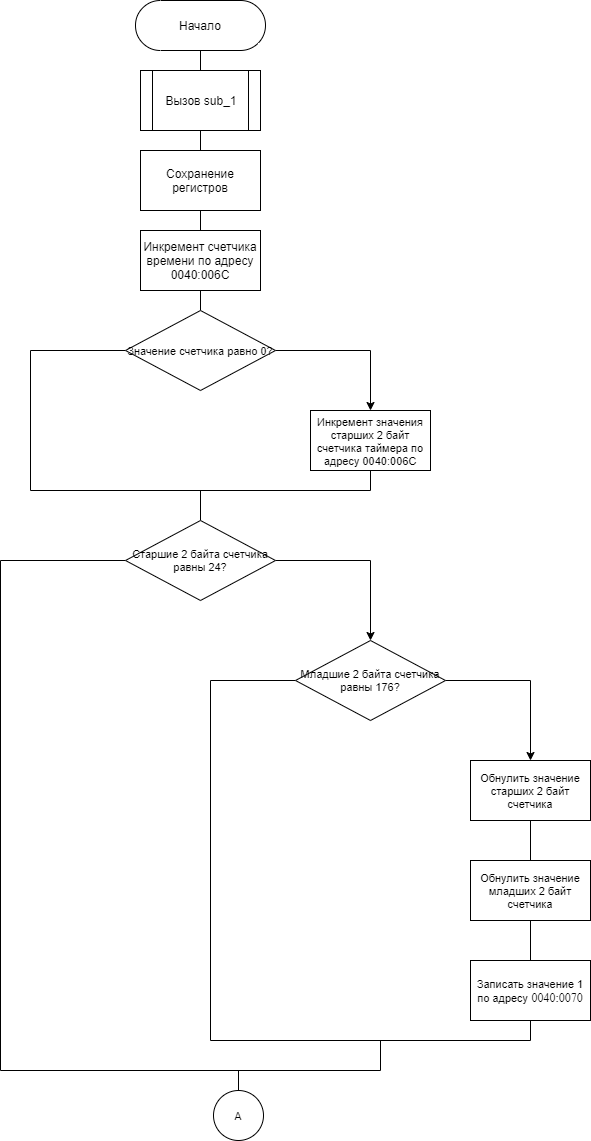 Начало
Вызов sub_1
Сохранение
регистров
Инкремент счетчика
времени по адресу
0040:006C
Значение счетчика равно 0?
Инкремент значения
старших 2 байт
счетчика таймера по
адресу 0040:006C
Старшие 2 байта счетчика
равны 24?
Младшие 2 байта счетчика
равны 176?
Обнулить значение
старших 2 байт
счетчика
Обнулить значение
младших 2 байт
счетчика
Записать значение 1
по адресу 0040:0070
А